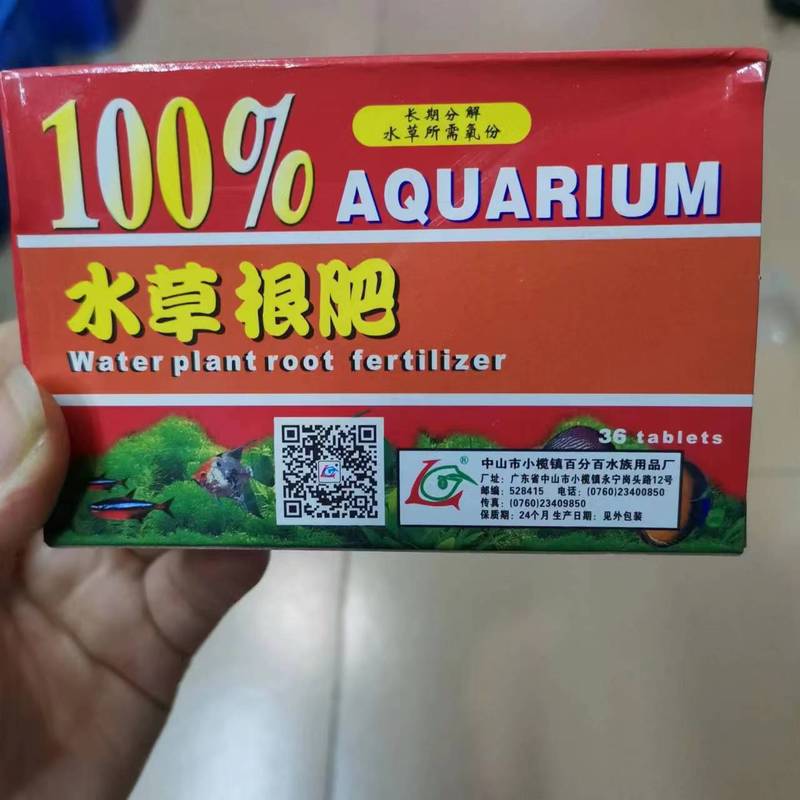 100%
长期分解
水草所需氧份
AQUARIUM
水草根肥
Water plant root fertilizer
36 tablets
中山市小榄镇百分百水族用品厂
厂址：广东省中山市小榄镇永宁岗头路12号
邮编：528415 电话：(0760)23400850
传真：(0760)23409850
保质期：24个月 生产日期：见外包装